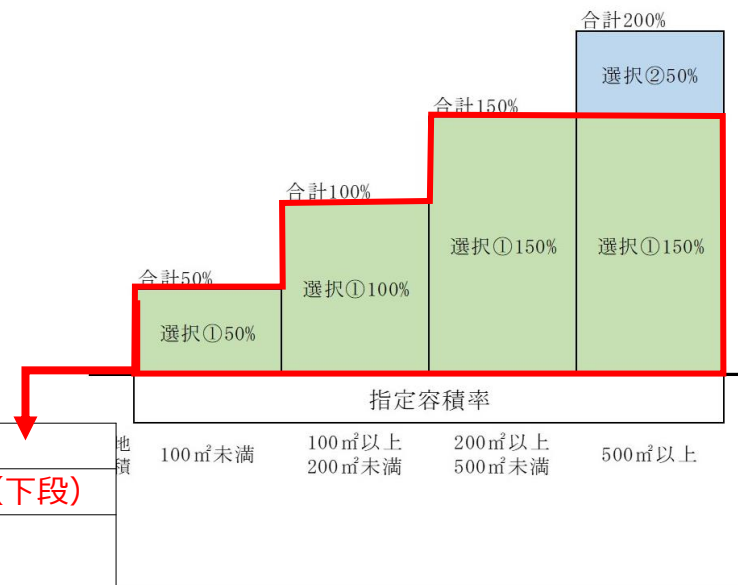 合計200%
選択②50%
合計150%
合計100%
選択①150%
選択①150%
合計50%
選択①100%
選択①50%
指定容積率
地積
100㎡未満
100㎡以上
200㎡未満
200㎡以上
500㎡未満
500㎡以上
(下段)